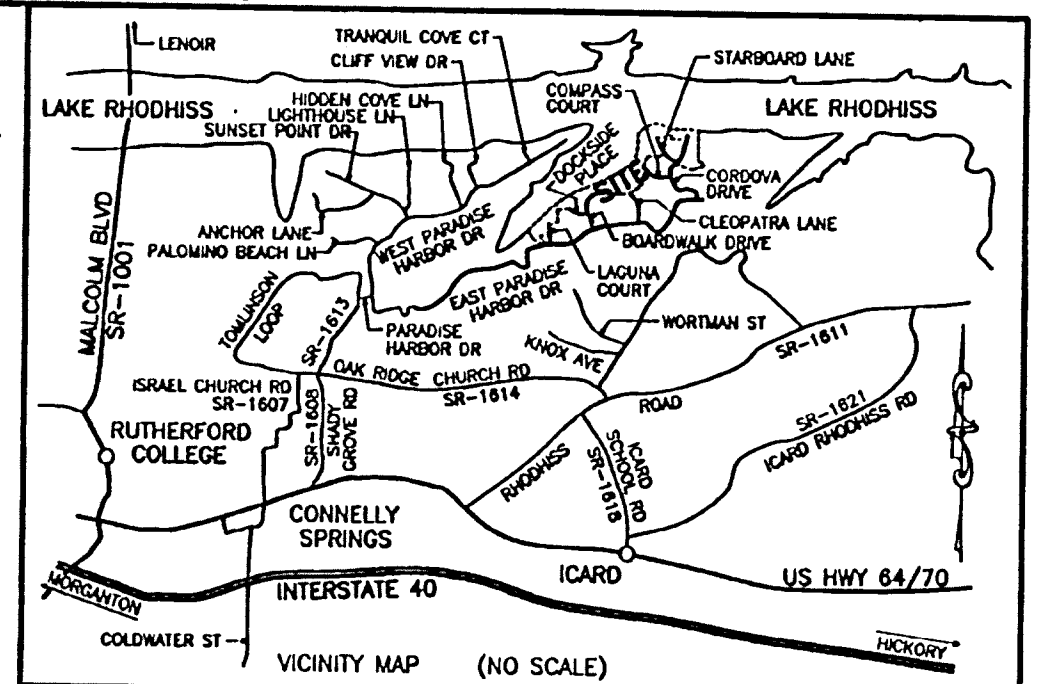 LENOIR
TRANQUIL COVE CT
CLIFF VIEW DR
STARBOARD LANE
COMPASS
COURT
HIDDEN COVE LN
LIGHTHOUSE LN
SUNSET POINT DR
LAKE RHODHISS
LAKE RHODHISS
DOCKSIDE
PLACE
SITE
CORDOVA
DRIVE
CLEOPATRA LANE
BOARDWALK DRIVE
ANCHOR LANE
PALOMINO BEACH LN
WEST PARADISE
HARBOR DR
LAGUNA
COURT
EAST PARADISE
HARBOR DR
MALCOLM BLVD
SR-1001
TOMLINSON
LOOP
SR-1613
PARADISE
HARBOR DR
WORTMAN ST
KNOX AVE
SR-1611
OAK RIDGE CHURCH RD
SR-1614
ISRAEL CHURCH RD
SR-1607
SR-1608
SHADY
GROVE RD
ROAD
RHODHISS
ICARD
SCHOOL RD
SR-1618
SR-1621
ICARD RHODHISS RD
RUTHERFORD
COLLEGE
CONNELLY
SPRINGS
ICARD
US HWY 64/70
INTERSTATE 40
MORGANTON
COLDWATER ST
HICKORY
VICINITY MAP (NO SCALE)